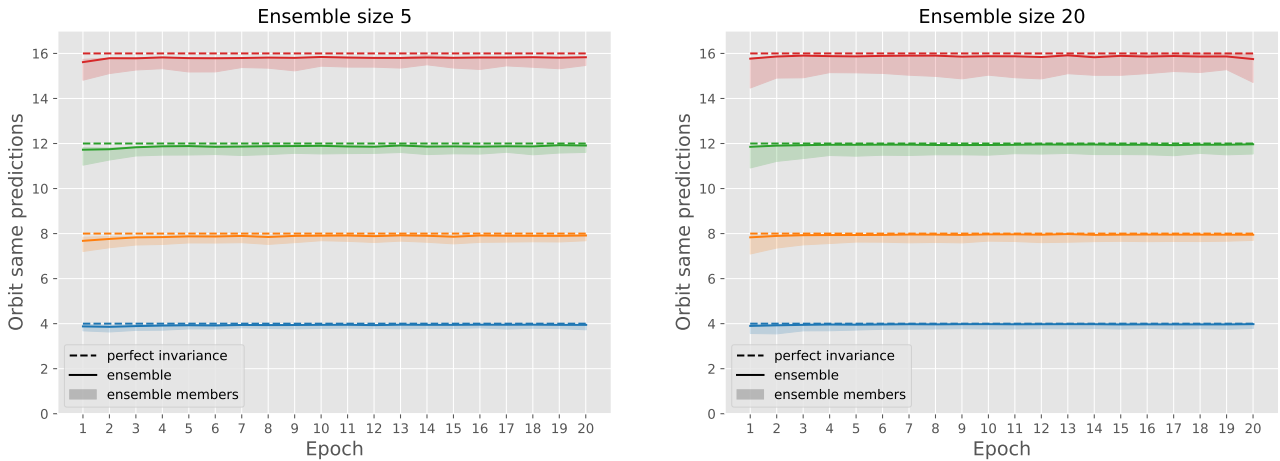 Ensemble size 5
Orbit same predictions
16
14
12
10
8
6
4
2
0
perfect invariance
ensemble
ensemble members
1 2 3 4 5 6 7 8 9 10 11 12 13 14 15 16 17 18 19 20
Epoch
Ensemble size 20
Orbit same predictions
16
14
12
10
8
6
4
2
0
perfect invariance
ensemble
ensemble members
1 2 3 4 5 6 7 8 9 10 11 12 13 14 15 16 17 18 19 20
Epoch